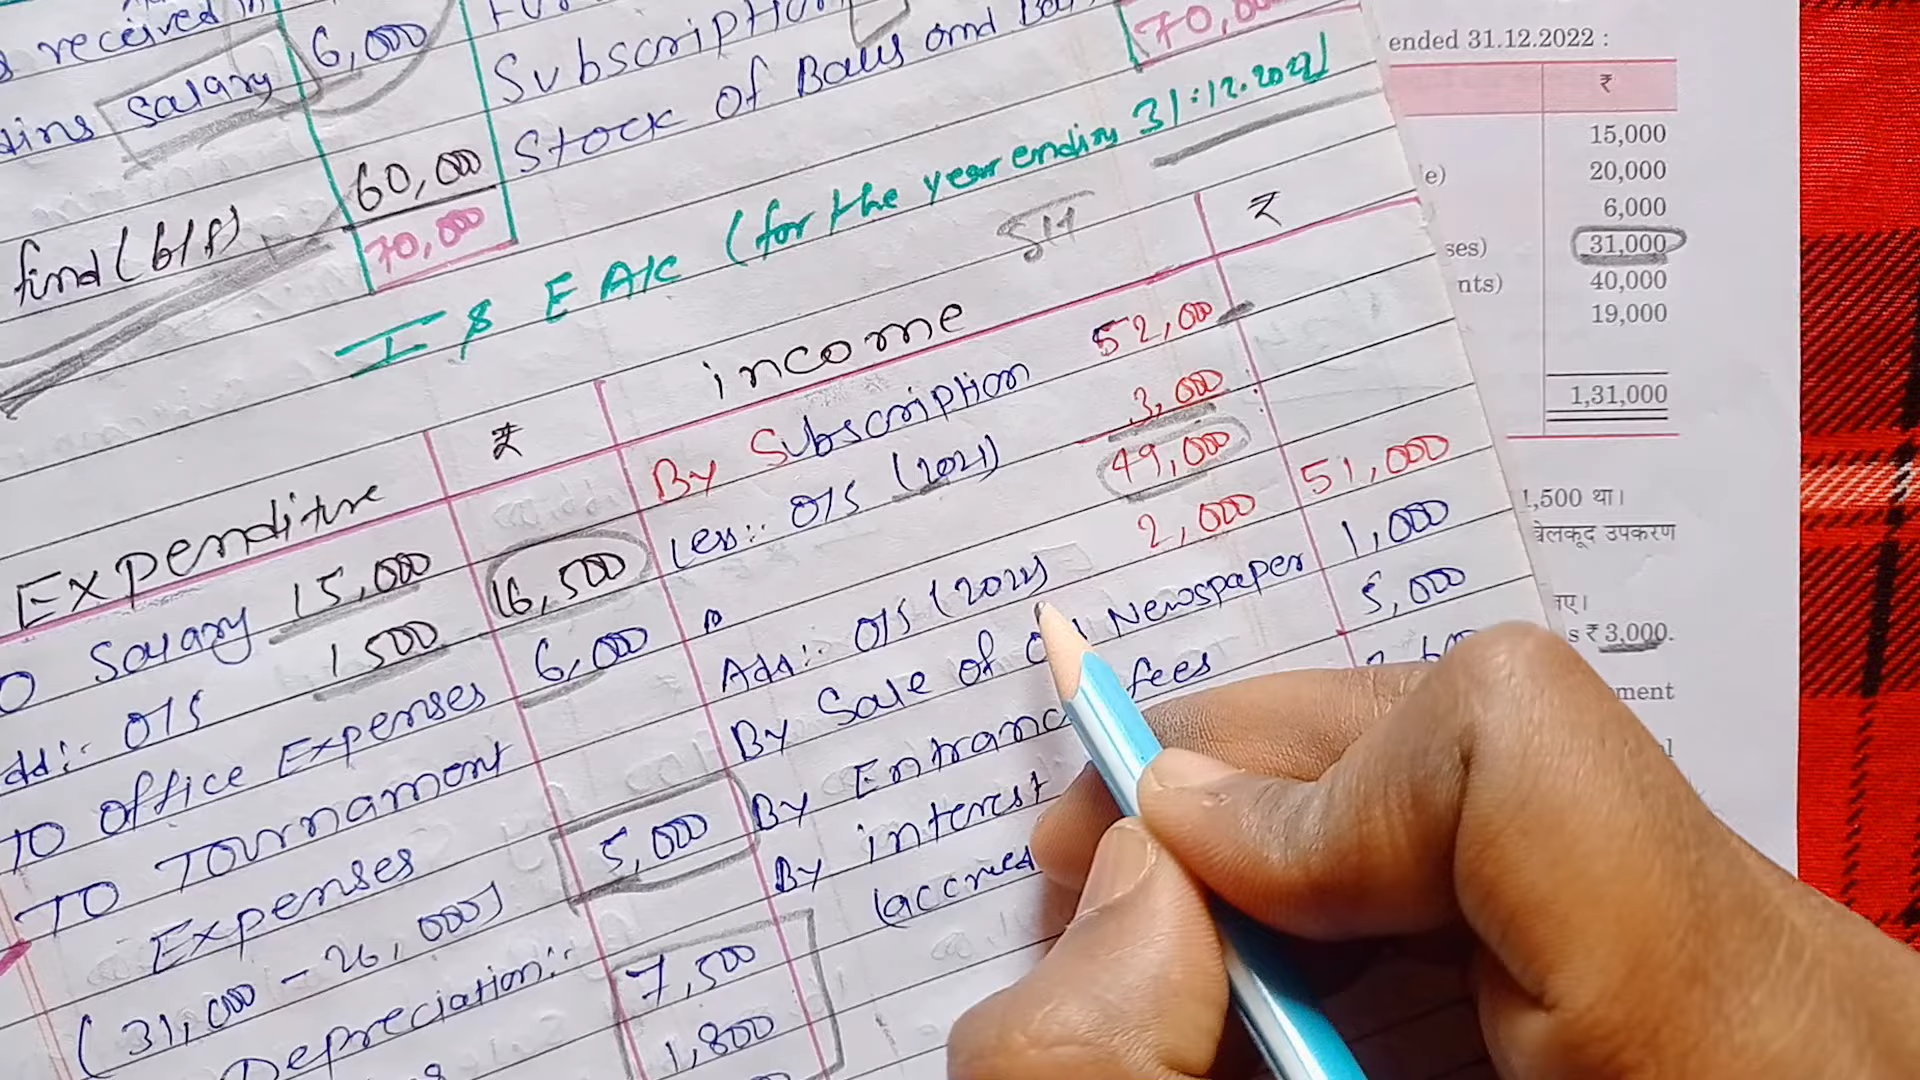 received
Salary 6,000
Subscription
Stock of Balls and
60,000
70,000
70,0
find (b/f)
I & E A/c (for the year ending 31.12.2022)
Expenditure ₹ income ₹
Salary 15,000 16,500
Add:- O/S 1500
To office Expenses 6,000
To Tournament
Expenses 5,000
(31,000 - 26,000)
Depreciation:-
7,500
1,800
By Subscription 52,000
Less:- O/S (2021) 3,000
49,000
Add:- O/S (2022) 2,000 51,000
By Sale of Old Newspaper 1,000
By Entrance fees 5,000
By interest
(accrued
ended 31.12.2022 :
₹
15,000
e) 20,000
6,000
ses) 31,000
nts) 40,000
19,000
1,31,000
1,500 था।
खेलकूद उपकरण
s ₹ 3,000.
ment